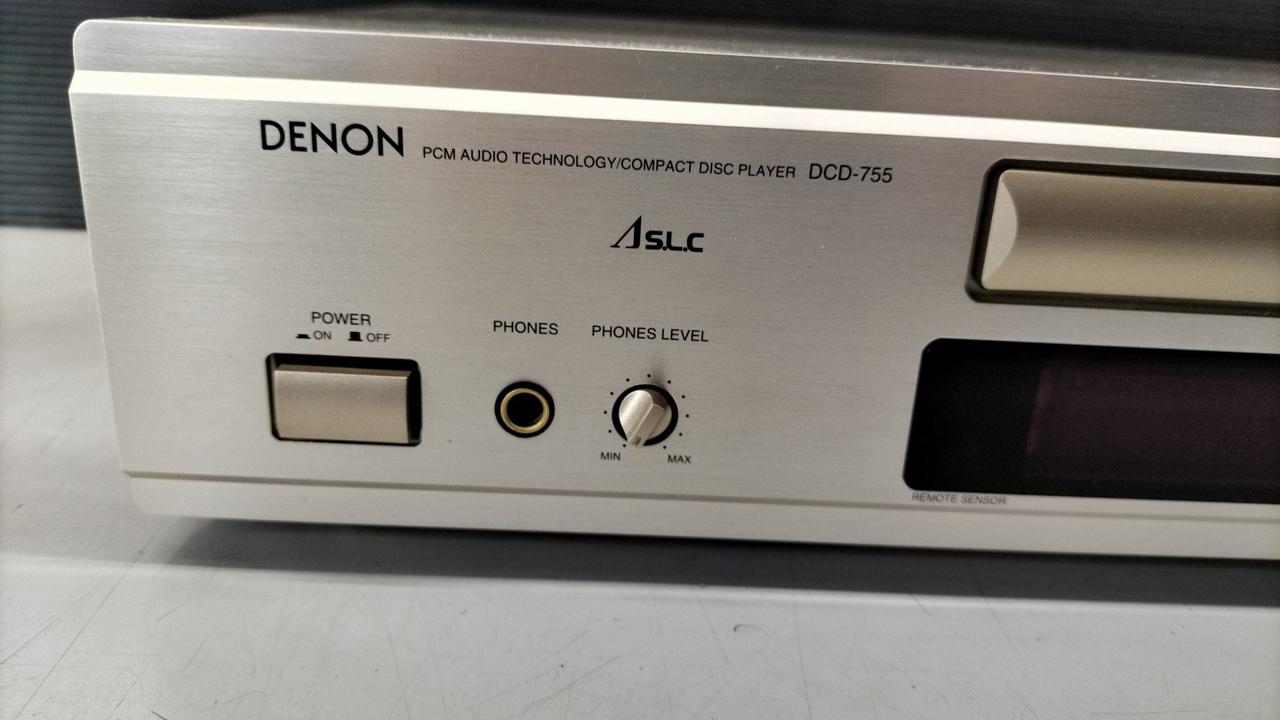 DENON PCM AUDIO TECHNOLOGY/COMPACT DISC PLAYER DCD-755
AS.L.C
POWER
ON OFF
PHONES
PHONES LEVEL
MIN MAX
REMOTE SENSOR